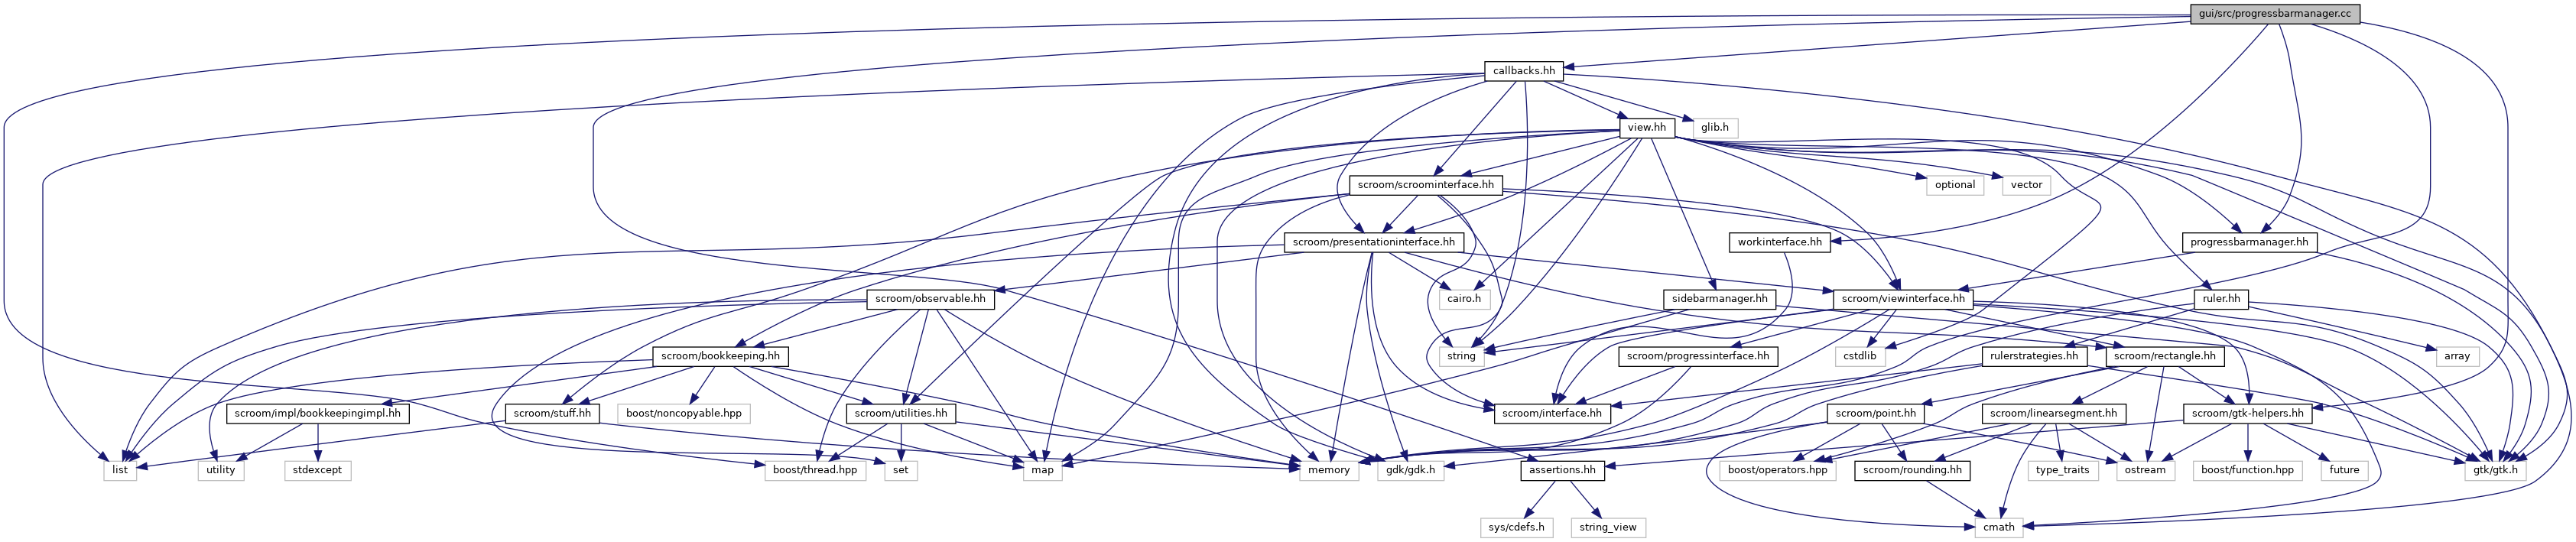 gui/src/progressbarmanager.cc
callbacks.hh
view.hh
glib.h
scroom/scroominterface.hh
optional
vector
scroom/presentationinterface.hh
workinterface.hh
progressbarmanager.hh
scroom/observable.hh
cairo.h
sidebarmanager.hh
scroom/viewinterface.hh
ruler.hh
scroom/bookkeeping.hh
string
scroom/progressinterface.hh
cstdlib
rulerstrategies.hh
scroom/rectangle.hh
array
scroom/impl/bookkeepingimpl.hh
scroom/stuff.hh
boost/noncopyable.hpp
scroom/utilities.hh
scroom/interface.hh
scroom/point.hh
scroom/linearsegment.hh
scroom/gtk-helpers.hh
list
utility
stdexcept
boost/thread.hpp
set
map
memory
gdk/gdk.h
assertions.hh
boost/operators.hpp
scroom/rounding.hh
type_traits
ostream
boost/function.hpp
future
gtk/gtk.h
sys/cdefs.h
string_view
cmath